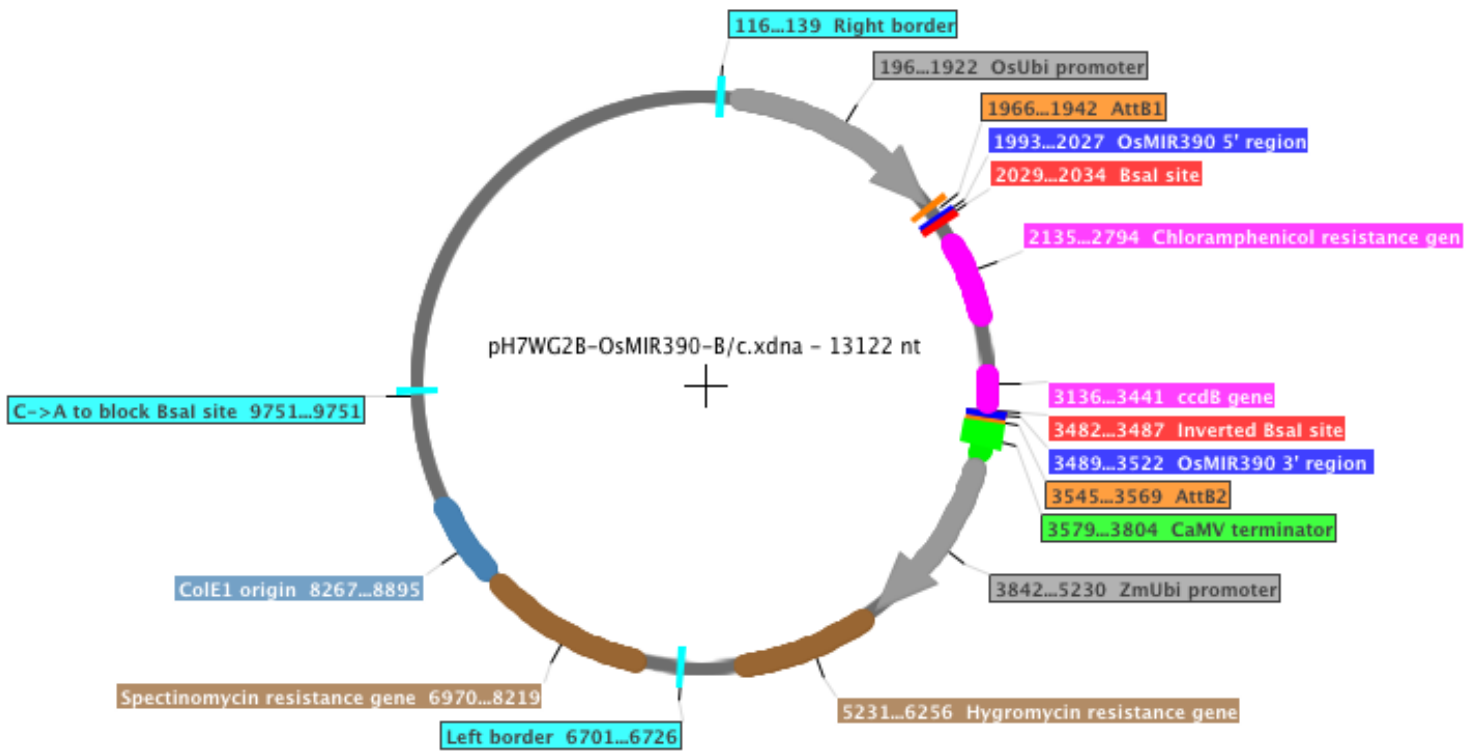 116...139 Right border
196...1922 OsUbi promoter
1966...1942 AttB1
1993...2027 OsMIR390 5' region
2029...2034 BsaI site
2135...2794 Chloramphenicol resistance gen
pH7WG2B-OsMIR390-B/c.xdna - 13122 nt
3136...3441 ccdB gene
C->A to block BsaI site 9751...9751
3482...3487 Inverted BsaI site
3489...3522 OsMIR390 3' region
3545...3569 AttB2
3579...3804 CaMV terminator
ColE1 origin 8267...8895
3842...5230 ZmUbi promoter
Spectinomycin resistance gene 6970...8219
5231...6256 Hygromycin resistance gene
Left border 6701...6726